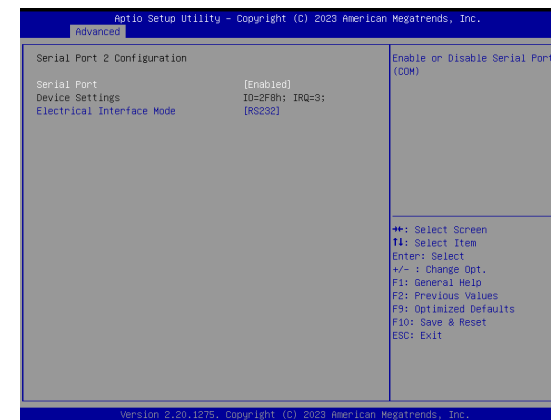 Aptio Setup Utility – Copyright (C) 2023 American Megatrends, Inc.
Advanced
Serial Port 2 Configuration
Serial Port [Enabled]
Device Settings IO=2F8h; IRQ=3;
Electrical Interface Mode [RS232]
Enable or Disable Serial Port
(COM)
→←: Select Screen
↑↓: Select Item
Enter: Select
+/- : Change Opt.
F1: General Help
F2: Previous Values
F9: Optimized Defaults
F10: Save & Reset
ESC: Exit
Version 2.20.1275. Copyright (C) 2023 American Megatrends, Inc.